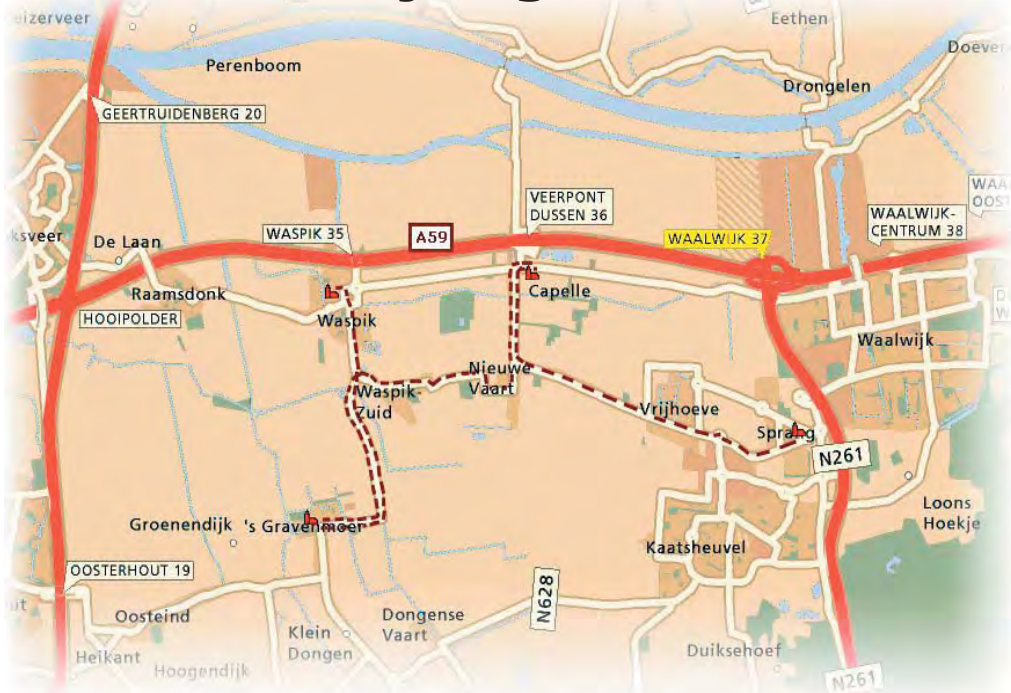 Eethen
Perenboom
Drongelen
GEERTRUIDENBERG 20
VEERPONT
DUSSEN 36
WAALWIJK-
CENTRUM 38
WASPIK 35
A59
WAALWIJK 37
De Laan
Raamsdonk
HOOIPOLDER
Waspik
Capelle
Waalwijk
Nieuwe
Vaart
Waspik-
Zuid
Vrijhoeve
Sprang
N261
Loons
Hoekje
Groenendijk
's Gravenmoer
Kaatsheuvel
OOSTERHOUT 19
N628
Oosteind
Dongense
Vaart
Klein
Dongen
Duiksehoef
Heikant
Hoogendijk
N261